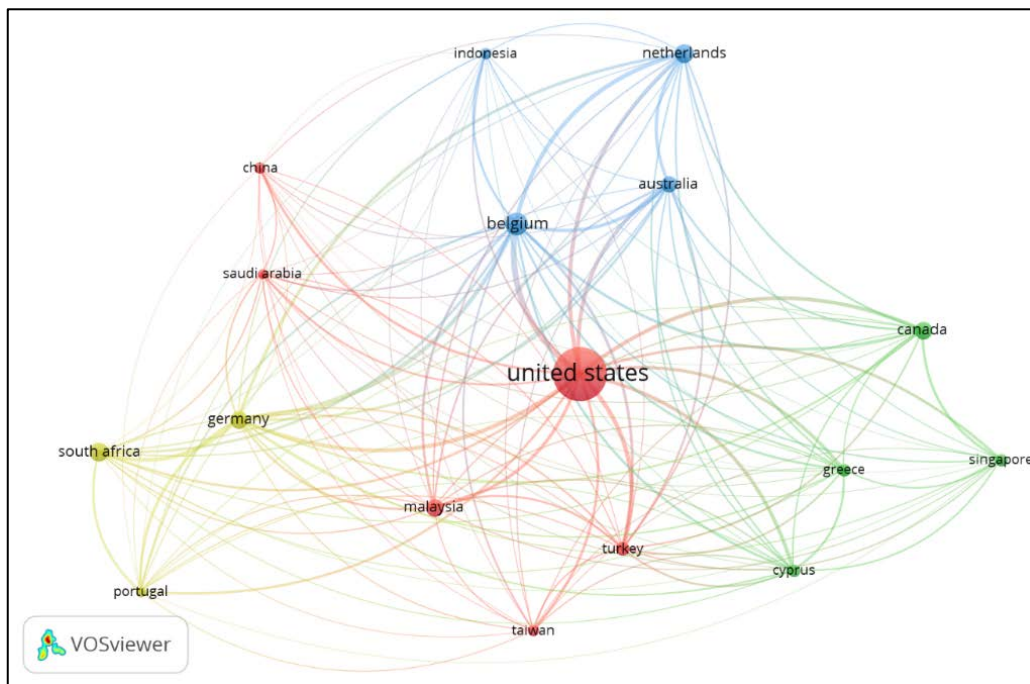 indonesia
netherlands
china
australia
belgium
saudi arabia
canada
united states
germany
south africa
greece
singapore
malaysia
turkey
cyprus
portugal
taiwan
VOSviewer